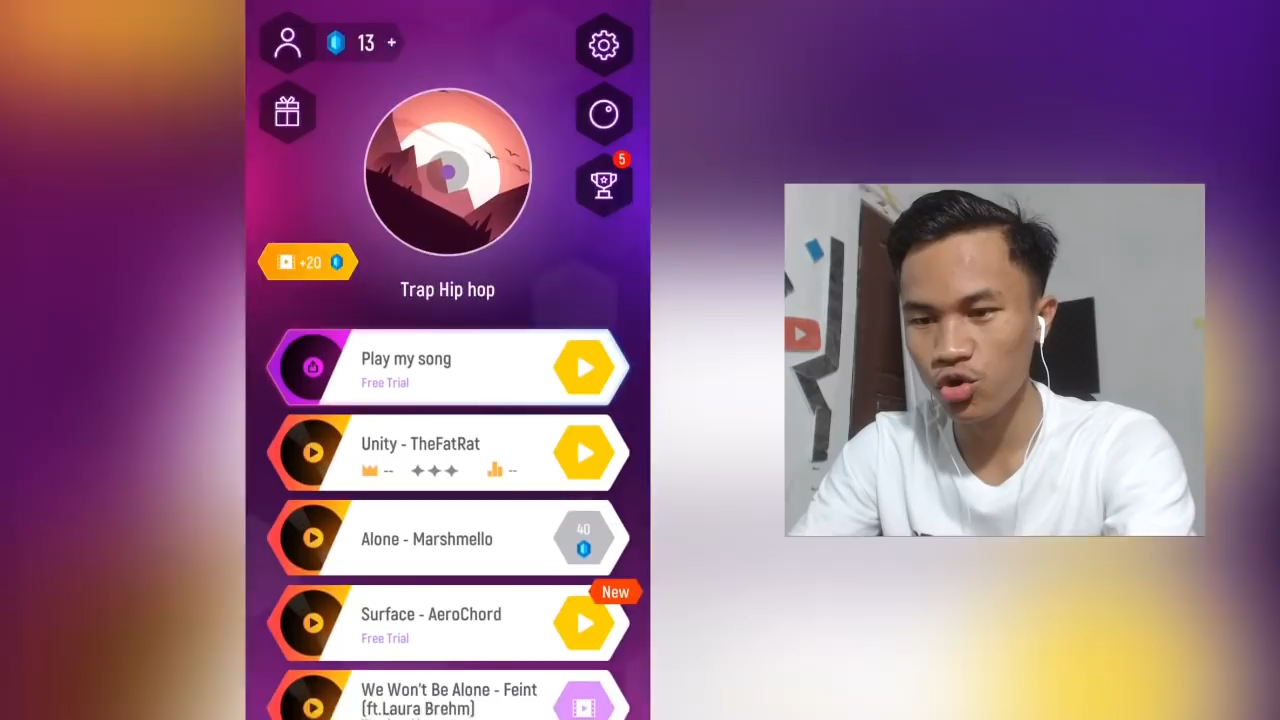 13 +
5
+20
Trap Hip hop
Play my song
Free Trial
Unity - TheFatRat
-- --
Alone - Marshmello
40
New
Surface - AeroChord
Free Trial
We Won't Be Alone - Feint
(ft.Laura Brehm)